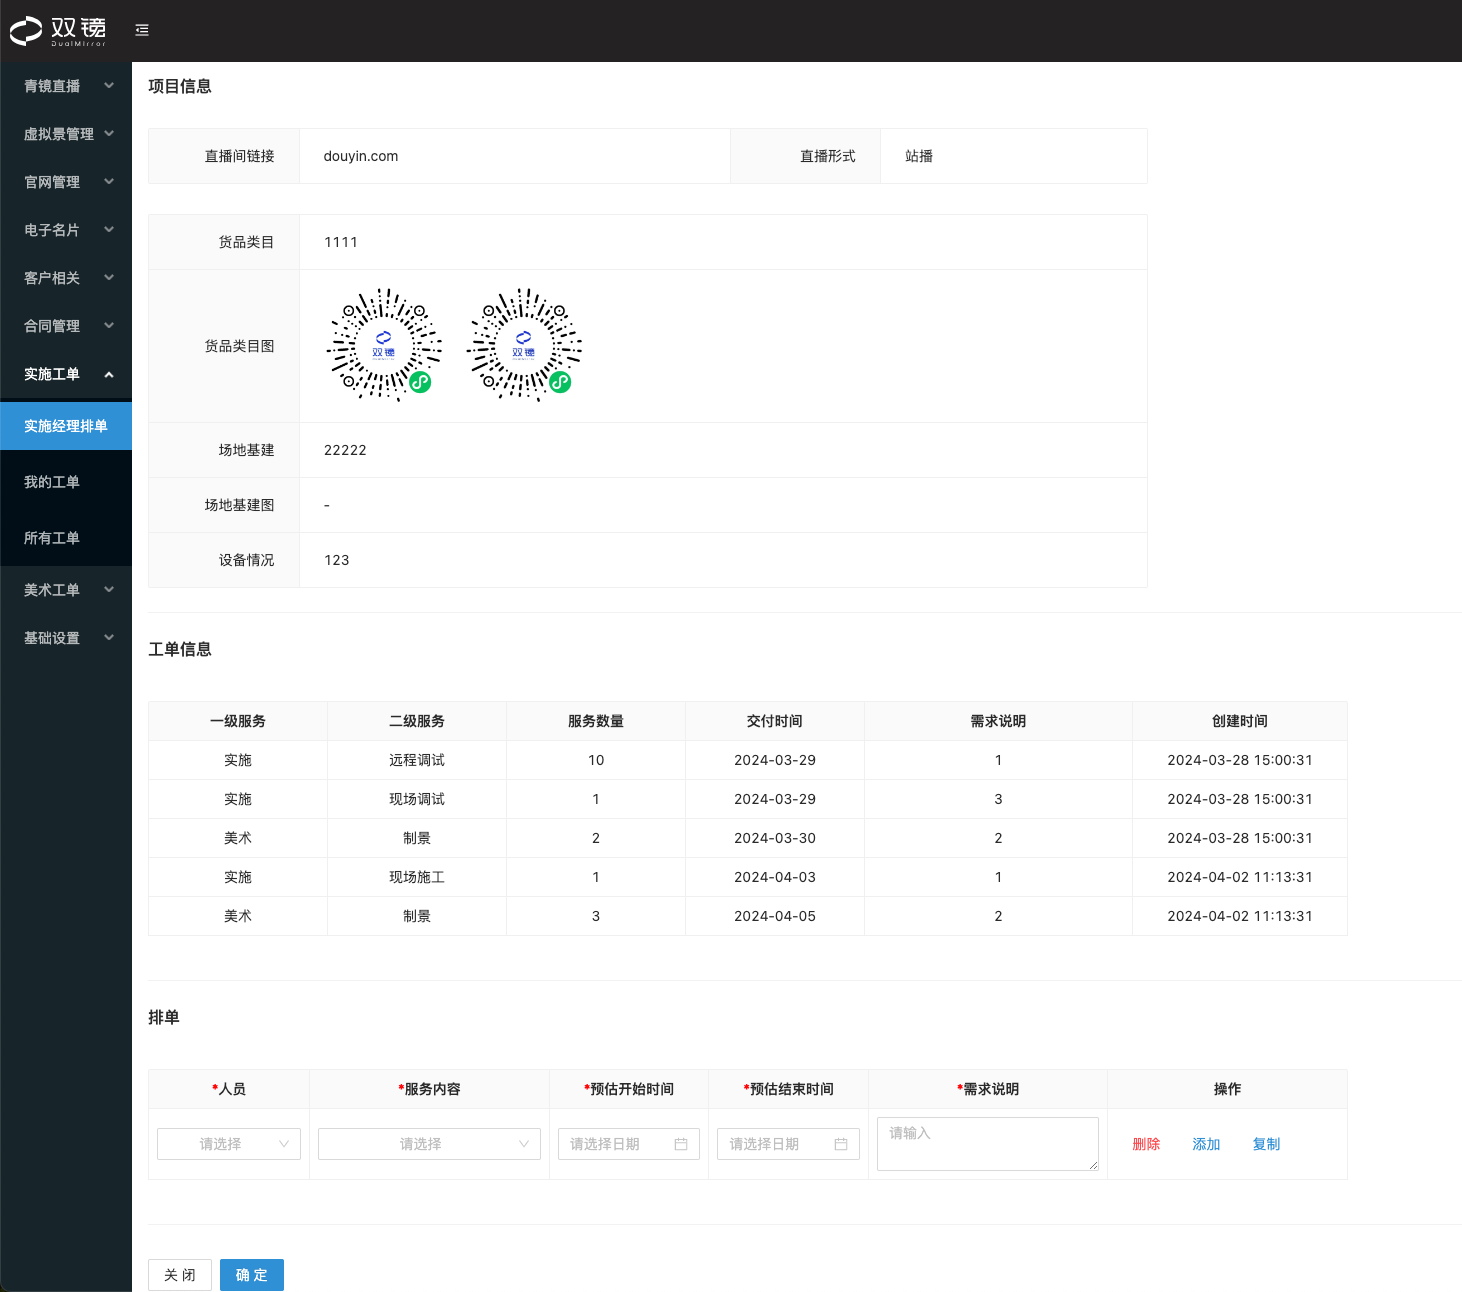 双镜
DualMirror
青镜直播
虚拟景管理
官网管理
电子名片
客户相关
合同管理
实施工单
实施经理排单
我的工单
所有工单
美术工单
基础设置
项目信息
直播间链接 douyin.com 直播形式 站播
货品类目 1111
货品类目图
双镜 双镜
场地基建 22222
场地基建图 -
设备情况 123
工单信息
一级服务 二级服务 服务数量 交付时间 需求说明 创建时间
实施 远程调试 10 2024-03-29 1 2024-03-28 15:00:31
实施 现场调试 1 2024-03-29 3 2024-03-28 15:00:31
美术 制景 2 2024-03-30 2 2024-03-28 15:00:31
实施 现场施工 1 2024-04-03 1 2024-04-02 11:13:31
美术 制景 3 2024-04-05 2 2024-04-02 11:13:31
排单
*人员 *服务内容 *预估开始时间 *预估结束时间 *需求说明 操作
请选择 请选择 请选择日期 请选择日期 请输入 删除 添加 复制
关 闭 确 定